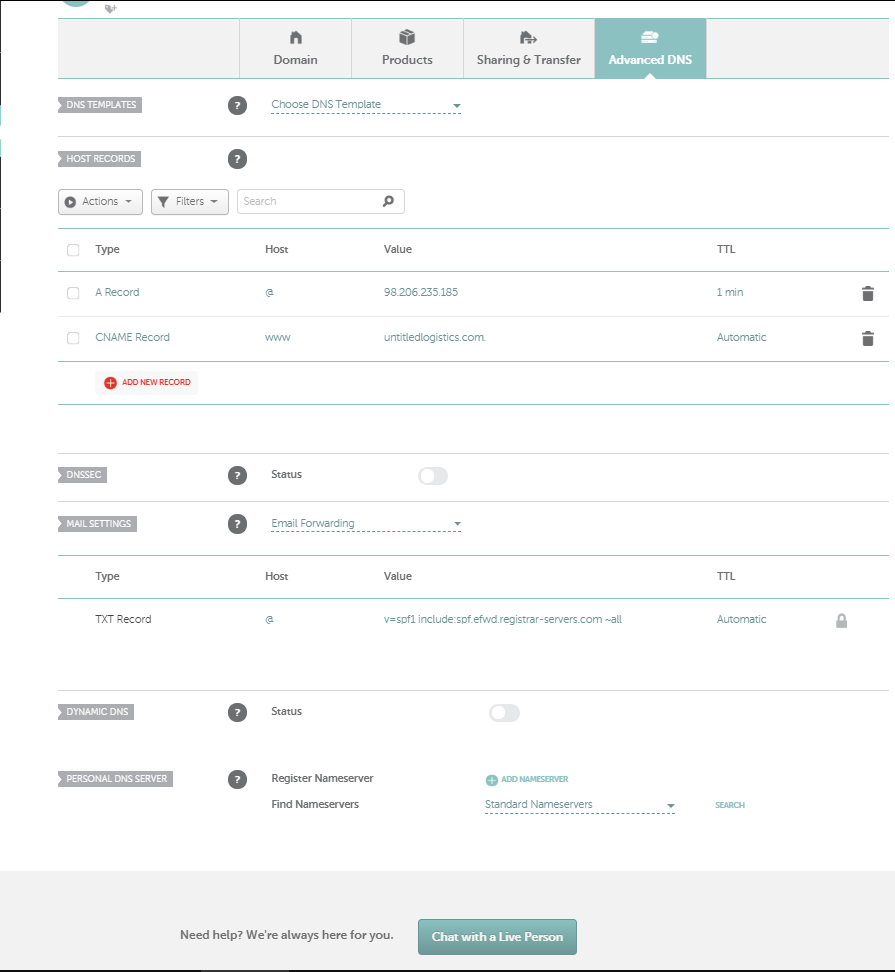 Domain
Products
Sharing & Transfer
Advanced DNS
DNS TEMPLATES ? Choose DNS Template
HOST RECORDS ?
Actions Filters Search
Type Host Value TTL
A Record @ 98.206.235.185 1 min
CNAME Record www untitledlogistics.com. Automatic
ADD NEW RECORD
DNSSEC ? Status
MAIL SETTINGS ? Email Forwarding
Type Host Value TTL
TXT Record @ v=spf1 include:spf.efwd.registrar-servers.com ~all Automatic
DYNAMIC DNS ? Status
PERSONAL DNS SERVER ? Register Nameserver ADD NAMESERVER
Find Nameservers Standard Nameservers SEARCH
Need help? We're always here for you. Chat with a Live Person